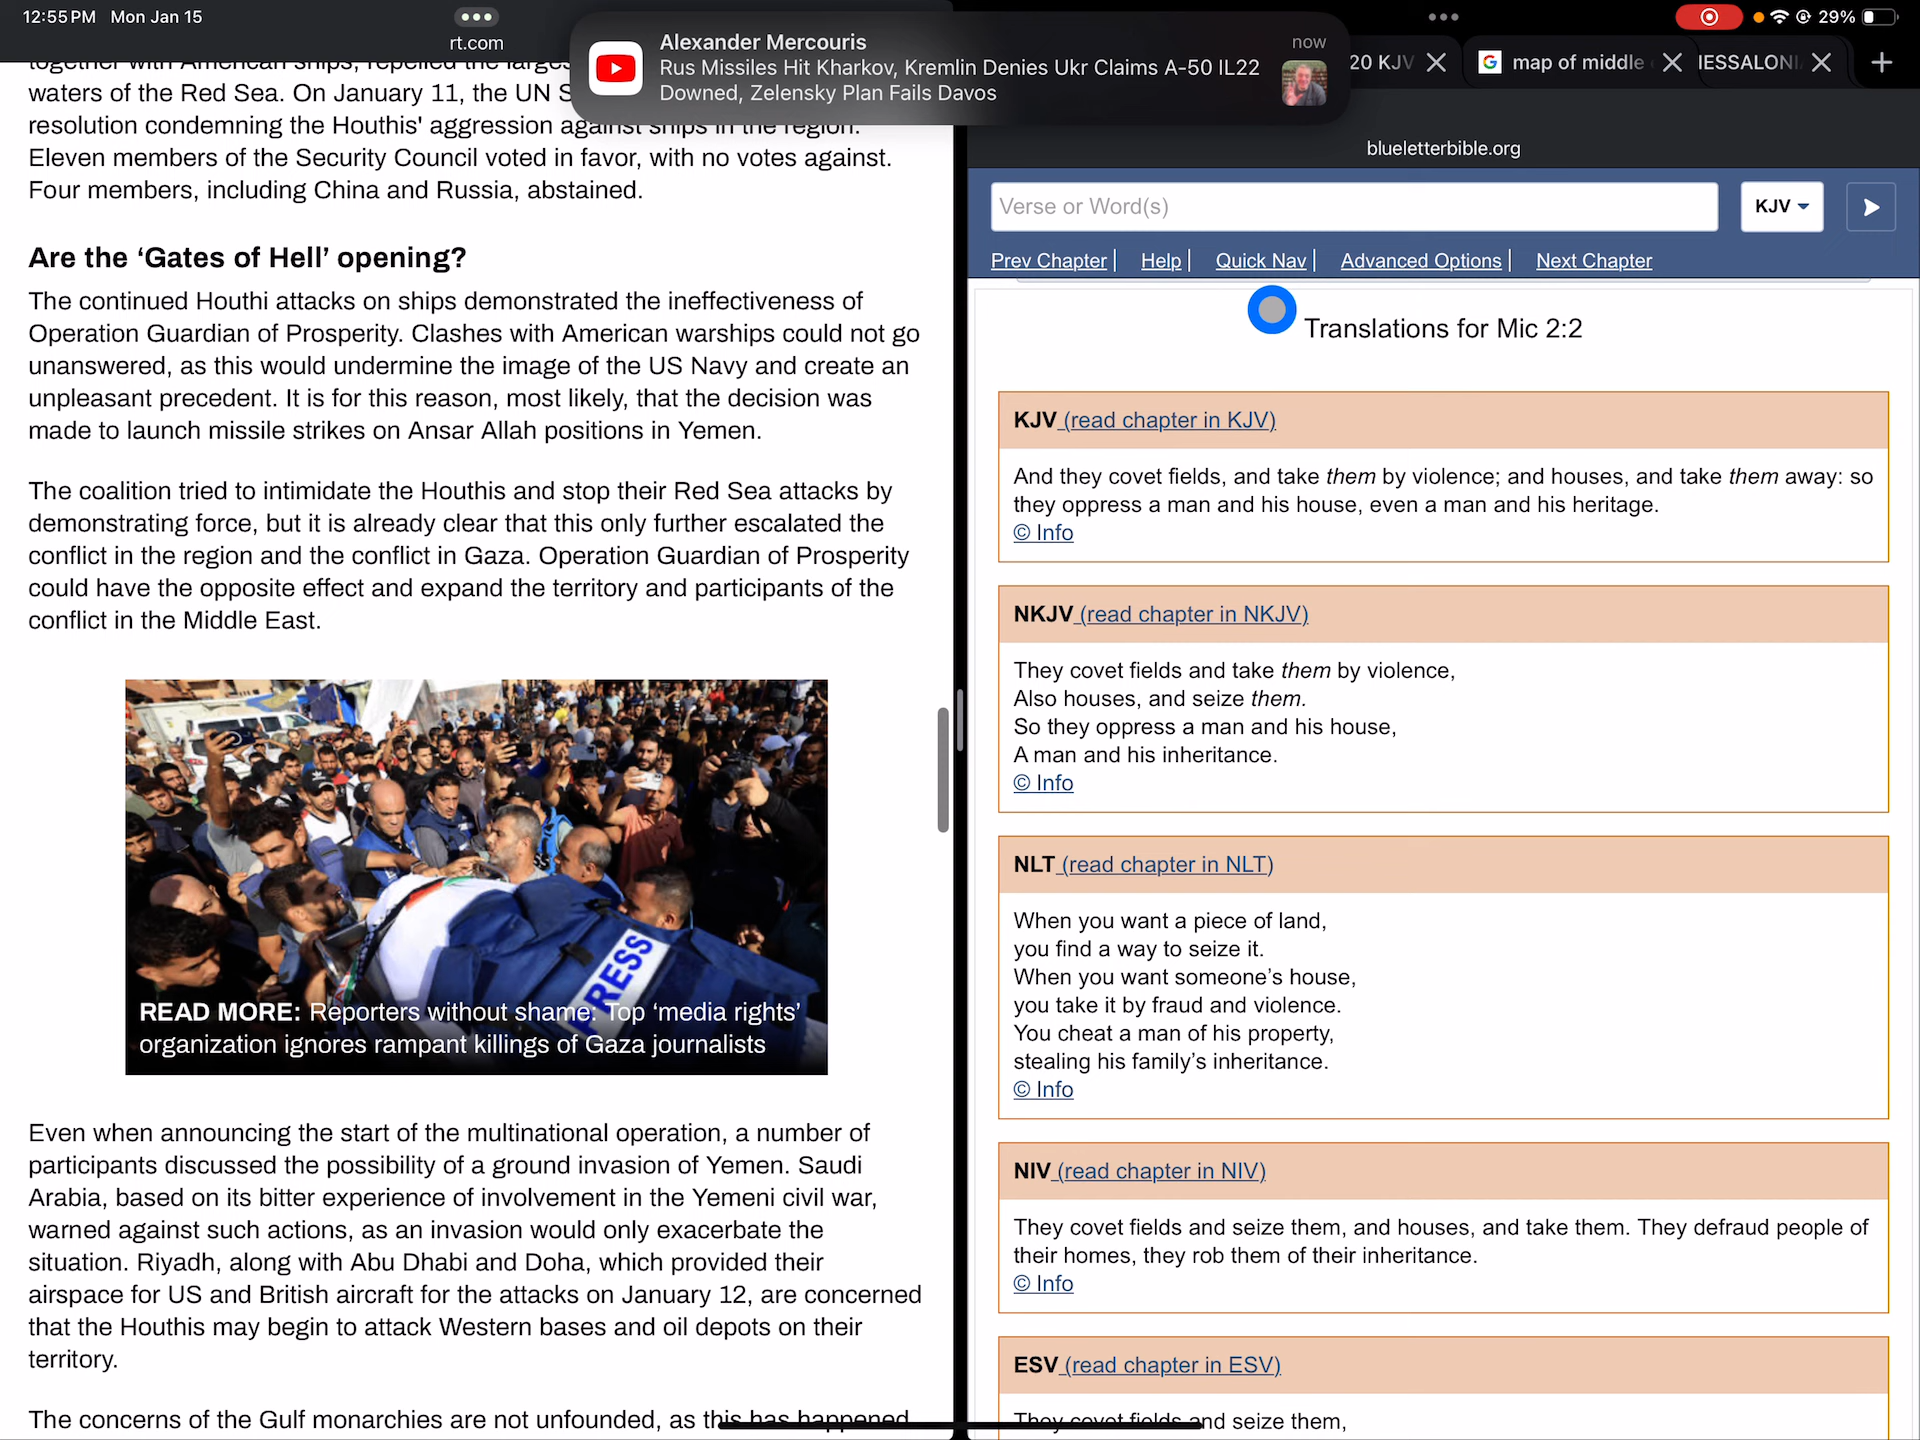 12:55 PM Mon Jan 15
29%
rt.com
Alexander Mercouris
now
Rus Missiles Hit Kharkov, Kremlin Denies Ukr Claims A-50 IL22
Downed, Zelensky Plan Fails Davos
20 KJV
map of middle
IESSALONI
together with American ships, repelled the larges
waters of the Red Sea. On January 11, the UN S
resolution condemning the Houthis' aggression against ships in the region.
Eleven members of the Security Council voted in favor, with no votes against.
Four members, including China and Russia, abstained.
Are the ‘Gates of Hell’ opening?
The continued Houthi attacks on ships demonstrated the ineffectiveness of
Operation Guardian of Prosperity. Clashes with American warships could not go
unanswered, as this would undermine the image of the US Navy and create an
unpleasant precedent. It is for this reason, most likely, that the decision was
made to launch missile strikes on Ansar Allah positions in Yemen.
The coalition tried to intimidate the Houthis and stop their Red Sea attacks by
demonstrating force, but it is already clear that this only further escalated the
conflict in the region and the conflict in Gaza. Operation Guardian of Prosperity
could have the opposite effect and expand the territory and participants of the
conflict in the Middle East.
PRESS
READ MORE: Reporters without shame: Top ‘media rights’
organization ignores rampant killings of Gaza journalists
Even when announcing the start of the multinational operation, a number of
participants discussed the possibility of a ground invasion of Yemen. Saudi
Arabia, based on its bitter experience of involvement in the Yemeni civil war,
warned against such actions, as an invasion would only exacerbate the
situation. Riyadh, along with Abu Dhabi and Doha, which provided their
airspace for US and British aircraft for the attacks on January 12, are concerned
that the Houthis may begin to attack Western bases and oil depots on their
territory.
The concerns of the Gulf monarchies are not unfounded, as this has happened
blueletterbible.org
Verse or Word(s)
KJV
Prev Chapter | Help | Quick Nav | Advanced Options | Next Chapter
Translations for Mic 2:2
KJV (read chapter in KJV)
And they covet fields, and take them by violence; and houses, and take them away: so
they oppress a man and his house, even a man and his heritage.
© Info
NKJV (read chapter in NKJV)
They covet fields and take them by violence,
Also houses, and seize them.
So they oppress a man and his house,
A man and his inheritance.
© Info
NLT (read chapter in NLT)
When you want a piece of land,
you find a way to seize it.
When you want someone’s house,
you take it by fraud and violence.
You cheat a man of his property,
stealing his family’s inheritance.
© Info
NIV (read chapter in NIV)
They covet fields and seize them, and houses, and take them. They defraud people of
their homes, they rob them of their inheritance.
© Info
ESV (read chapter in ESV)
They covet fields and seize them,